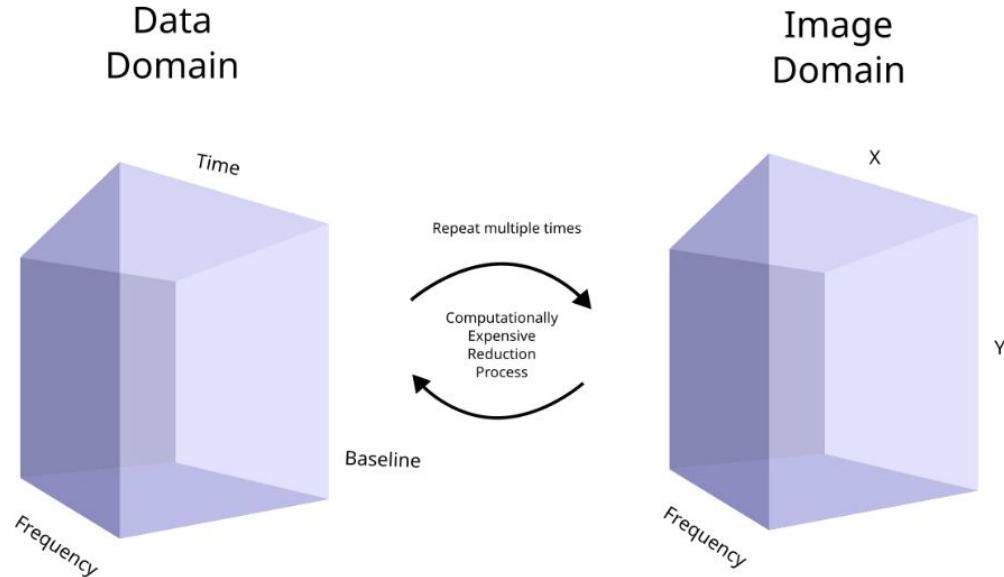 Data
Domain
Image
Domain
Time
X
Repeat multiple times
Computationally
Expensive
Reduction
Process
Y
Baseline
Frequency
Frequency